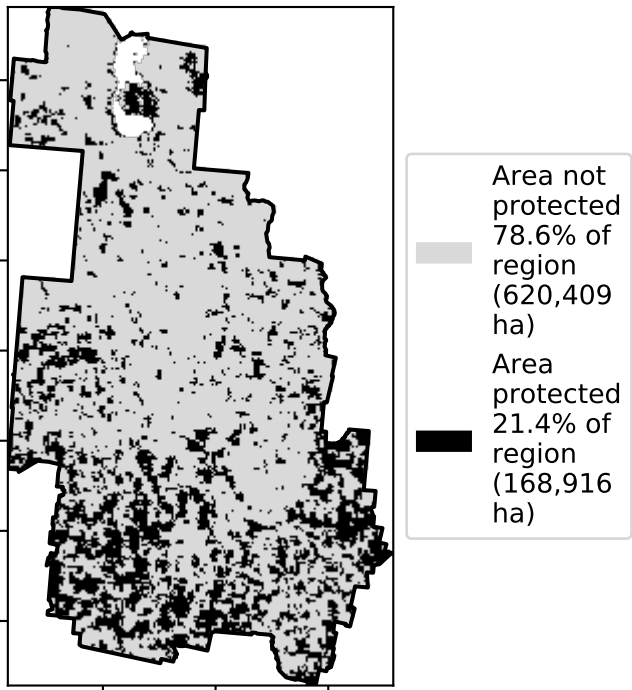 Area not
protected
78.6% of
region
(620,409
ha)
Area
protected
21.4% of
region
(168,916
ha)